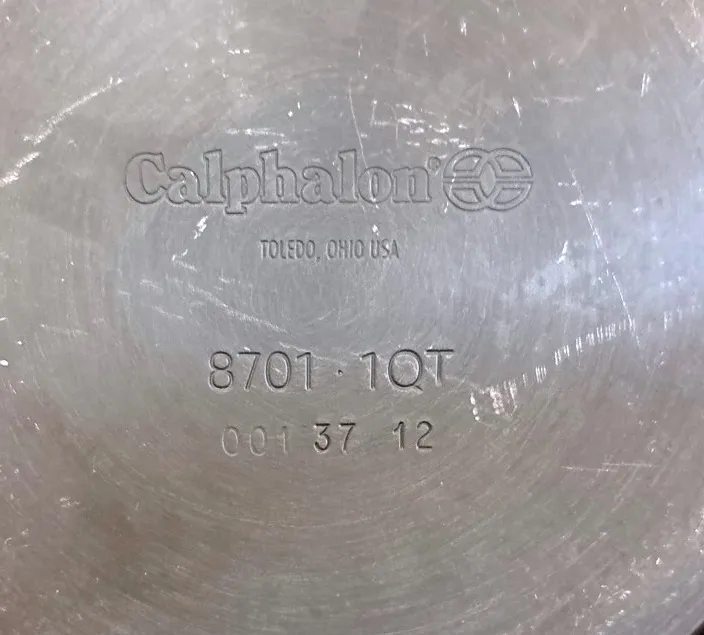 Calphalon®
TOLEDO, OHIO USA
8701 · 1QT
001 37 12